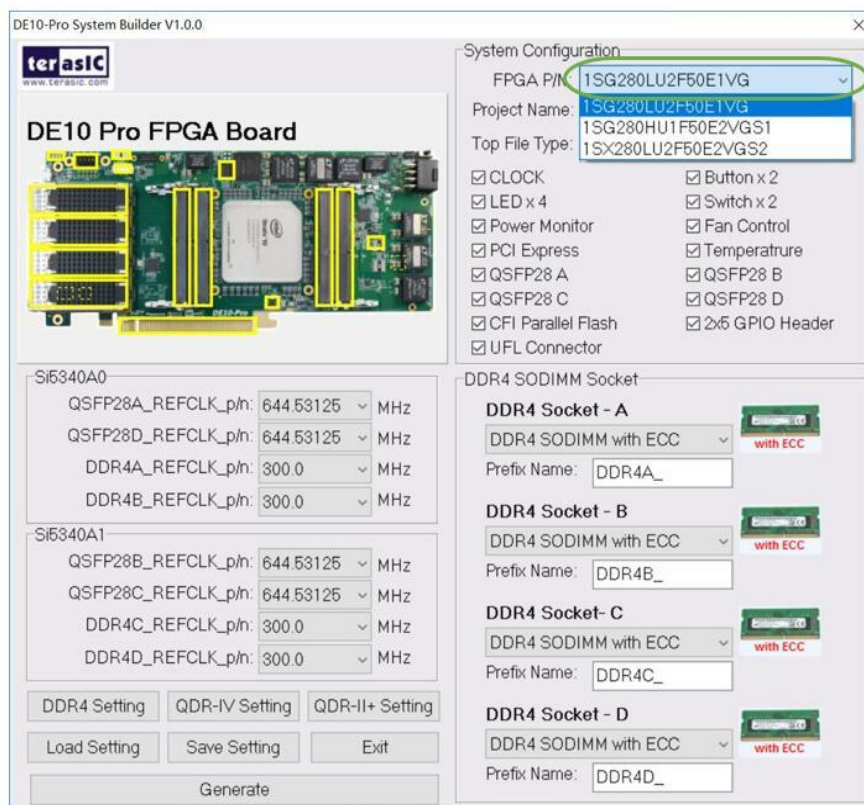 DE10-Pro System Builder V1.0.0
terasIC
www.terasic.com
DE10 Pro FPGA Board
DE10-Pro
System Configuration
FPGA P/N: 1SG280LU2F50E1VG
1SG280LU2F50E1VG
1SG280HU1F50E2VGS1
1SX280LU2F50E2VGS2
Project Name:
Top File Type:
CLOCK
Button x 2
LED x 4
Switch x 2
Power Monitor
Fan Control
PCI Express
Temperatrure
QSFP28 A
QSFP28 B
QSFP28 C
QSFP28 D
CFI Parallel Flash
2x5 GPIO Header
UFL Connector
Si5340A0
QSFP28A_REFCLK_p/n: 644.53125 MHz
QSFP28D_REFCLK_p/n: 644.53125 MHz
DDR4A_REFCLK_p/n: 300.0 MHz
DDR4B_REFCLK_p/n: 300.0 MHz
Si5340A1
QSFP28B_REFCLK_p/n: 644.53125 MHz
QSFP28C_REFCLK_p/n: 644.53125 MHz
DDR4C_REFCLK_p/n: 300.0 MHz
DDR4D_REFCLK_p/n: 300.0 MHz
DDR4 Setting
QDR-IV Setting
QDR-II+ Setting
Load Setting
Save Setting
Exit
Generate
DDR4 SODIMM Socket
DDR4 Socket - A
DDR4 SODIMM with ECC
with ECC
Prefix Name: DDR4A_
DDR4 Socket - B
DDR4 SODIMM with ECC
with ECC
Prefix Name: DDR4B_
DDR4 Socket- C
DDR4 SODIMM with ECC
with ECC
Prefix Name: DDR4C_
DDR4 Socket - D
DDR4 SODIMM with ECC
with ECC
Prefix Name: DDR4D_